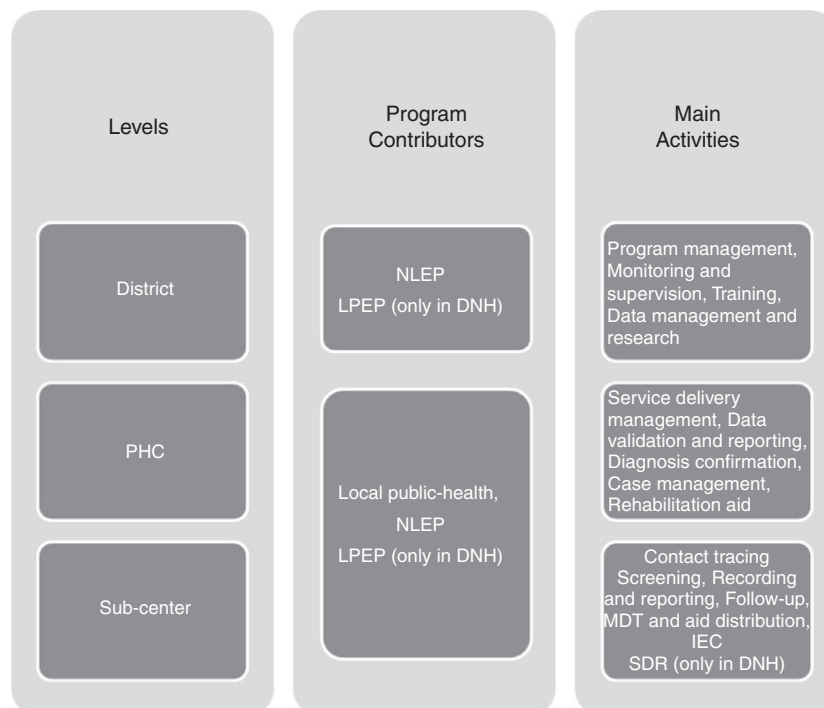 Levels
District
PHC
Sub-center
Program
Contributors
NLEP
LPEP (only in DNH)
Local public-health,
NLEP
LPEP (only in DNH)
Main
Activities
Program management,
Monitoring and
supervision, Training,
Data management and
research
Service delivery
management, Data
validation and reporting,
Diagnosis confirmation,
Case management,
Rehabilitation aid
Contact tracing
Screening, Recording
and reporting, Follow-up,
MDT and aid distribution,
IEC
SDR (only in DNH)